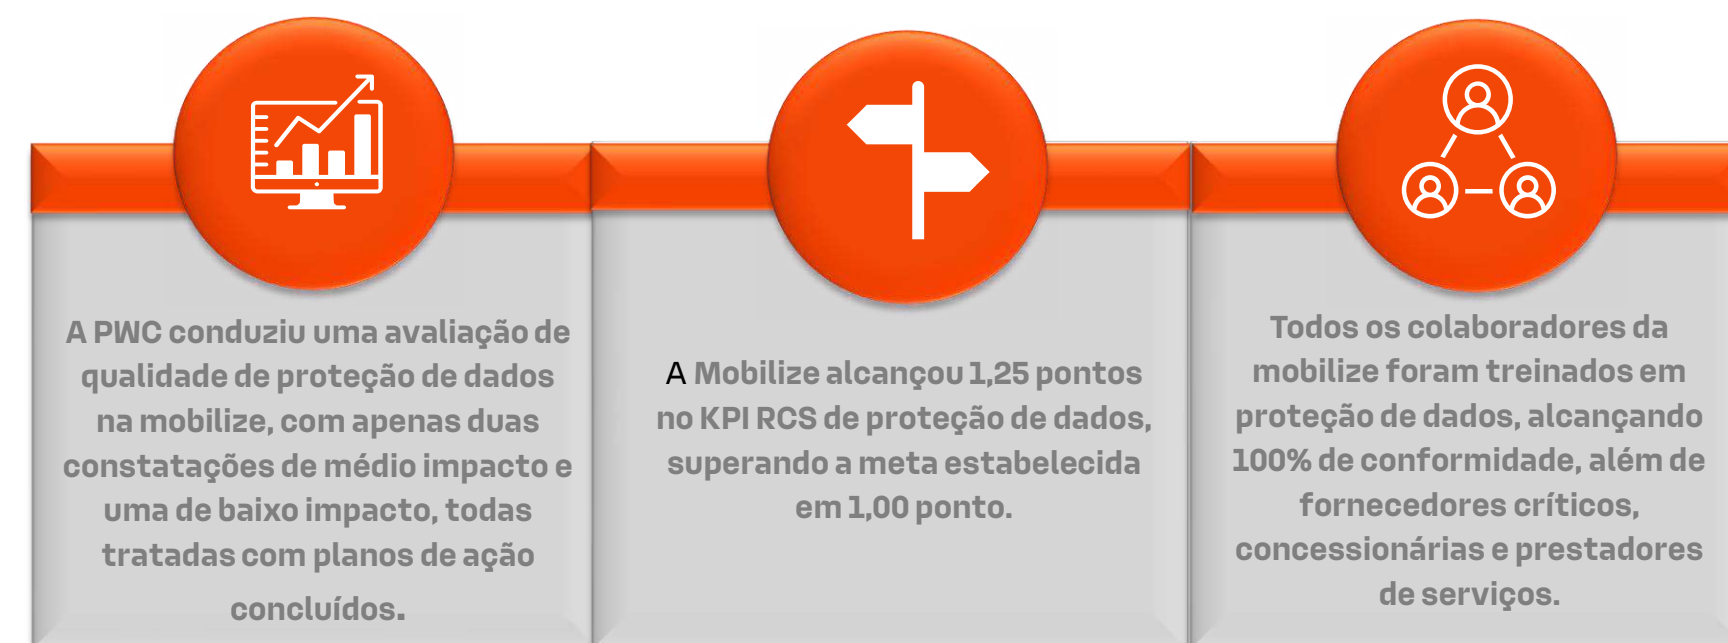 A PWC conduziu uma avaliação de
qualidade de proteção de dados
na mobilize, com apenas duas
constatações de médio impacto e
uma de baixo impacto, todas
tratadas com planos de ação
concluídos.
A Mobilize alcançou 1,25 pontos
no KPI RCS de proteção de dados,
superando a meta estabelecida
em 1,00 ponto.
Todos os colaboradores da
mobilize foram treinados em
proteção de dados, alcançando
100% de conformidade, além de
fornecedores críticos,
concessionárias e prestadores
de serviços.